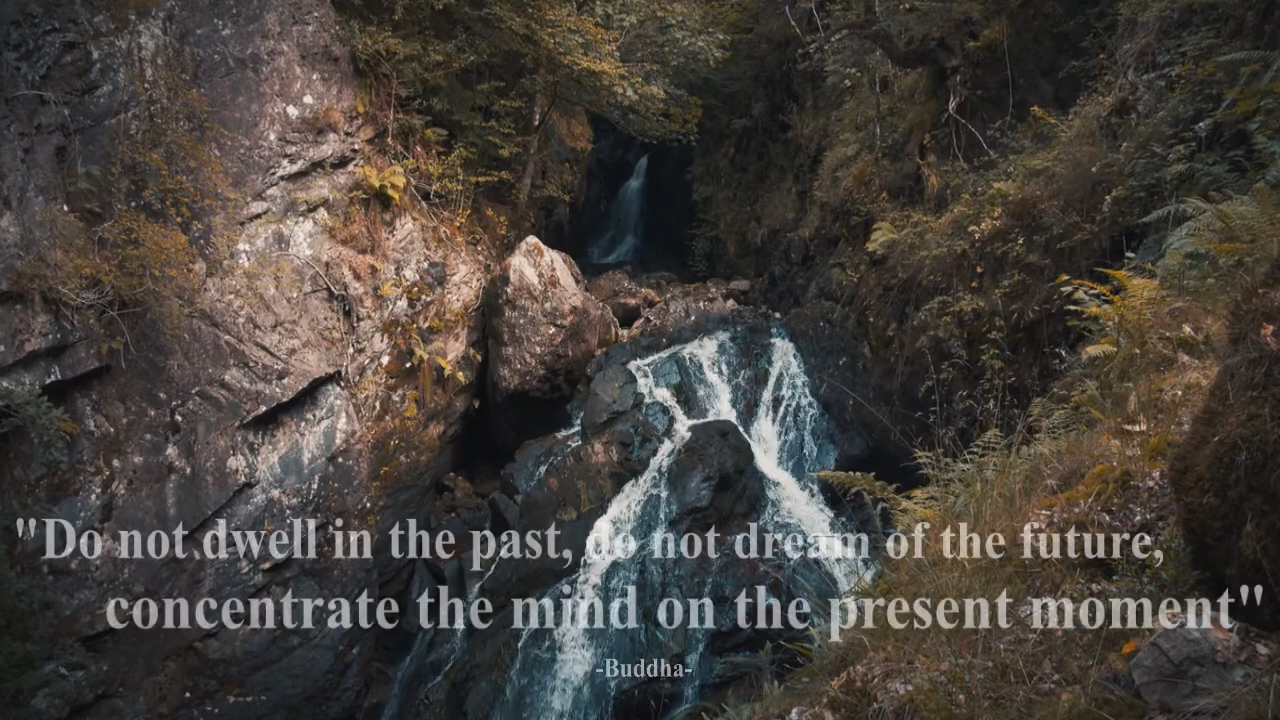 "Do not dwell in the past, do not dream of the future,
concentrate the mind on the present moment"
-Buddha-